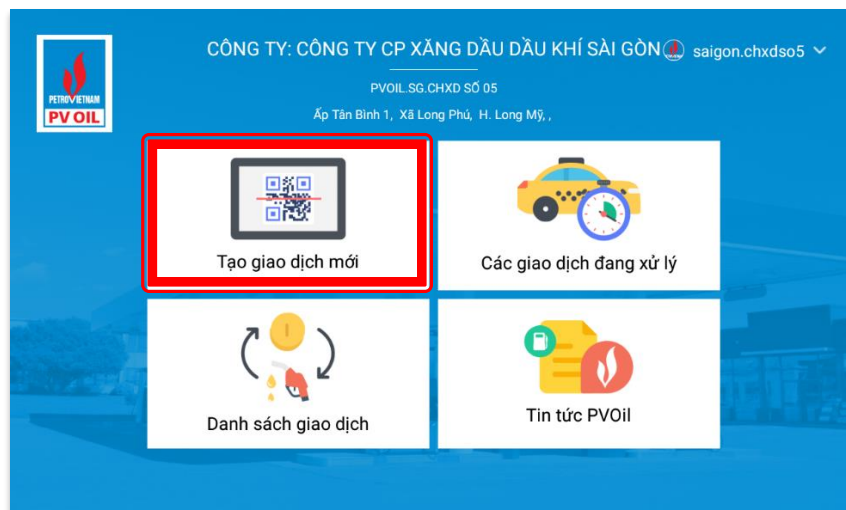 CÔNG TY: CÔNG TY CP XĂNG DẦU DẦU KHÍ SÀI GÒN
saigon.chxdso5
PVOIL.SG.CHXD SỐ 05
Ấp Tân Bình 1, Xã Long Phú, H. Long Mỹ, ,
PETROVIETNAM
PV OIL
Tạo giao dịch mới
Các giao dịch đang xử lý
Danh sách giao dịch
Tin tức PVOil